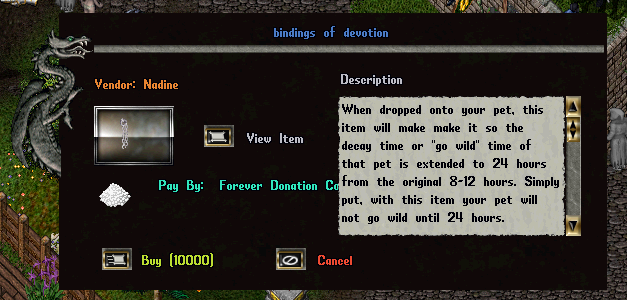 bindings of devotion
Vendor: Nadine
Description
View Item
When dropped onto your pet, this
item will make make it so the
decay time or "go wild" time of
that pet is extended to 24 hours
from the original 8-12 hours. Simply
put, with this item your pet will
not go wild until 24 hours.
Pay By: Forever Donation Co
Buy (10000)
Cancel